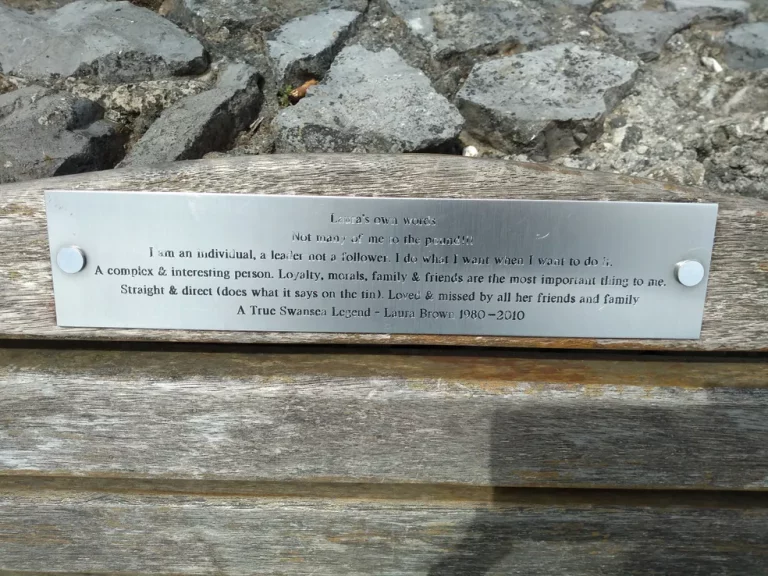 Laura's own words
Not many of me to the pound!!!
I am an individual, a leader not a follower. I do what I want when I want to do it.
A complex & interesting person. Loyalty, morals, family & friends are the most important thing to me.
Straight & direct (does what it says on the tin). Loved & missed by all her friends and family
A True Swansea Legend - Laura Brown 1980-2010